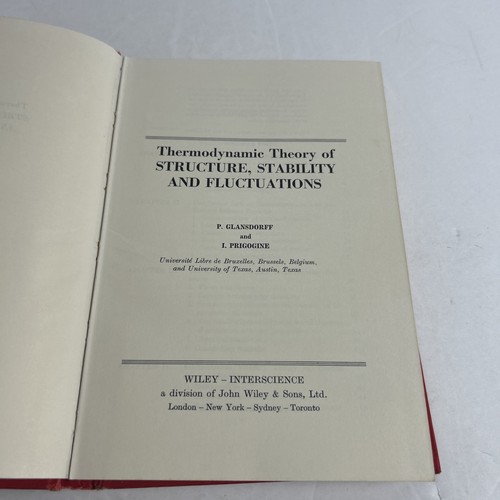 Thermodynamic Theory of
STRUCTURE, STABILITY
AND FLUCTUATIONS
P. GLANSDORFF
and
I. PRIGOGINE
Université Libre de Bruxelles, Brussels, Belgium,
and University of Texas, Austin, Texas
WILEY – INTERSCIENCE
a division of John Wiley & Sons, Ltd.
London – New York – Sydney – Toronto